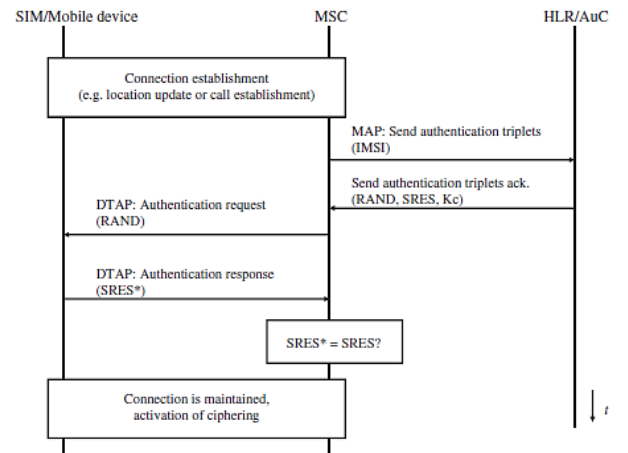 SIM/Mobile device MSC HLR/AuC
Connection establishment
(e.g. location update or call establishment)
MAP: Send authentication triplets
(IMSI)
Send authentication triplets ack.
(RAND, SRES, Kc)
DTAP: Authentication request
(RAND)
DTAP: Authentication response
(SRES*)
SRES* = SRES?
Connection is maintained,
activation of ciphering
t